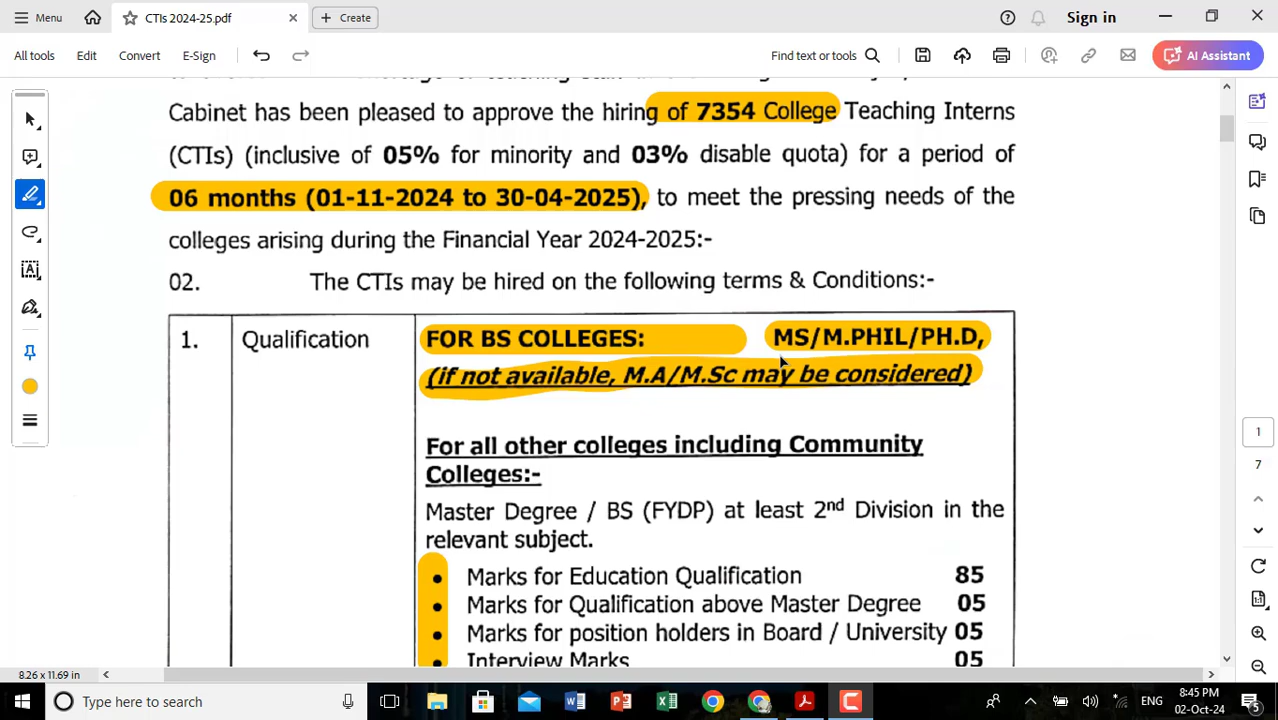 Menu
CTIs 2024-25.pdf
Create
Sign in
All tools
Edit
Convert
E-Sign
Find text or tools
AI Assistant
Cabinet has been pleased to approve the hiring of 7354 College Teaching Interns
(CTIs) (inclusive of 05% for minority and 03% disable quota) for a period of
06 months (01-11-2024 to 30-04-2025), to meet the pressing needs of the
colleges arising during the Financial Year 2024-2025:-
02. The CTIs may be hired on the following terms & Conditions:-
1. Qualification FOR BS COLLEGES: MS/M.PHIL/PH.D,
(if not available, M.A/M.Sc may be considered)
For all other colleges including Community
Colleges:-
Master Degree / BS (FYDP) at least 2nd Division in the
relevant subject.
• Marks for Education Qualification 85
• Marks for Qualification above Master Degree 05
• Marks for position holders in Board / University 05
• Interview Marks 05
1
7
8.26 x 11.69 in
Type here to search
ENG
8:45 PM
02-Oct-24
5